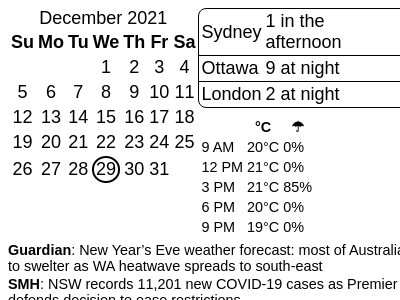 December 2021
Su Mo Tu We Th Fr Sa
1 2 3 4
5 6 7 8 9 10 11
12 13 14 15 16 17 18
19 20 21 22 23 24 25
26 27 28 29 30 31
Sydney 1 in the
afternoon
Ottawa 9 at night
London 2 at night
°C ☂
9 AM 20°C 0%
12 PM 21°C 0%
3 PM 21°C 85%
6 PM 20°C 0%
9 PM 19°C 0%
Guardian: New Year’s Eve weather forecast: most of Australia
to swelter as WA heatwave spreads to south-east
SMH: NSW records 11,201 new COVID-19 cases as Premier
defends decision to ease restrictions